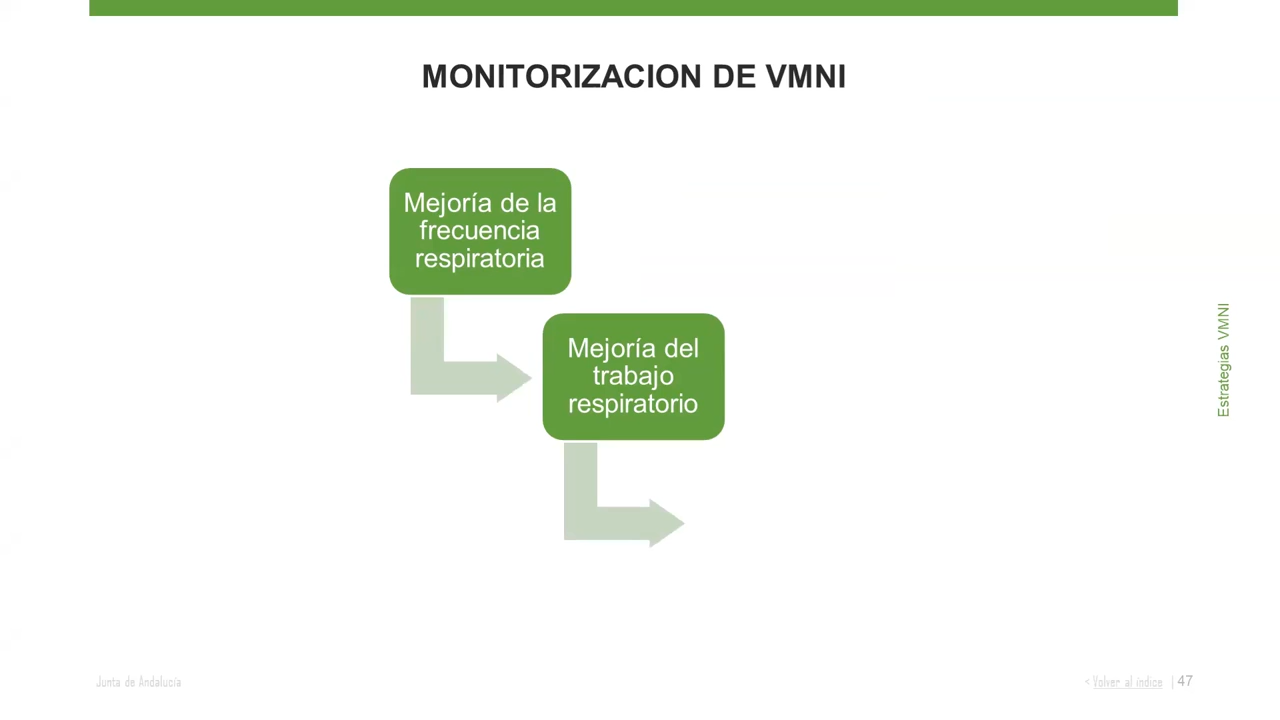 MONITORIZACION DE VMNI
Mejoría de la
frecuencia
respiratoria
Mejoría del
trabajo
respiratorio
Estrategias VMNI
Junta de Andalucía
< Volver al índice | 47